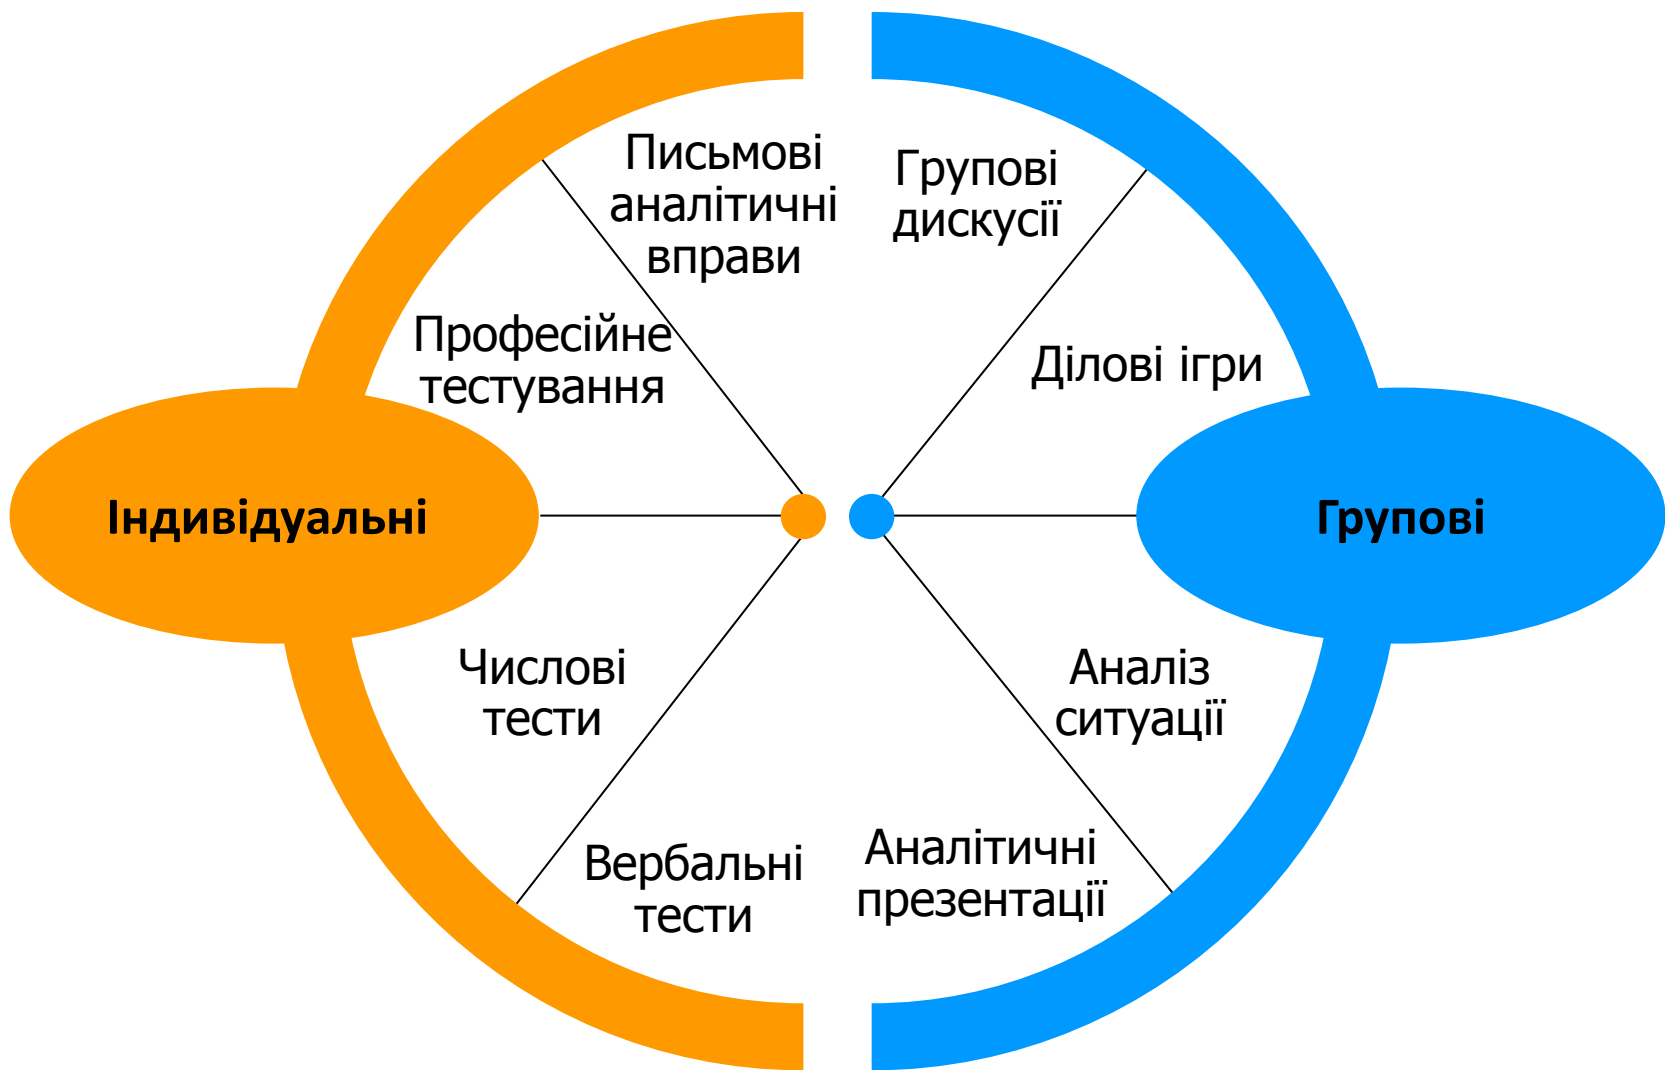 Письмові
аналітичні
вправи
Групові
дискусії
Професійне
тестування
Ділові ігри
Індивідуальні
Групові
Числові
тести
Аналіз
ситуації
Вербальні
тести
Аналітичні
презентації